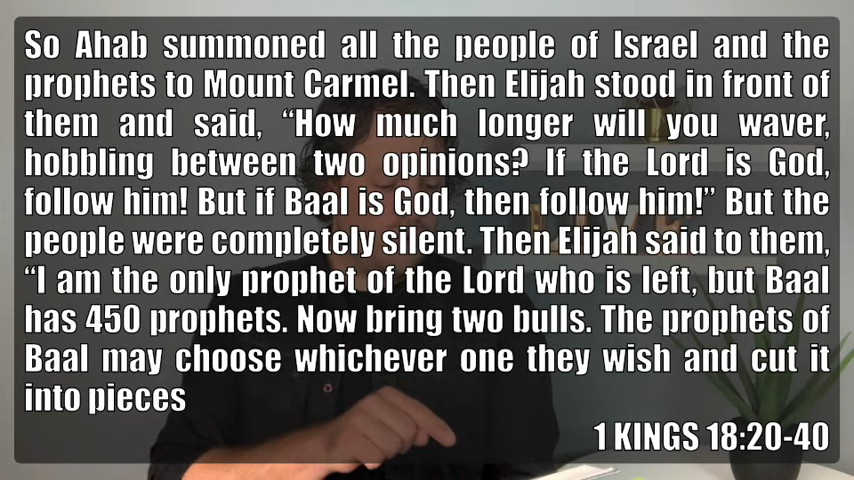 So Ahab summoned all the people of Israel and the
prophets to Mount Carmel. Then Elijah stood in front of
them and said, “How much longer will you waver,
hobbling between two opinions? If the Lord is God,
follow him! But if Baal is God, then follow him!” But the
people were completely silent. Then Elijah said to them,
“I am the only prophet of the Lord who is left, but Baal
has 450 prophets. Now bring two bulls. The prophets of
Baal may choose whichever one they wish and cut it
into pieces
1 KINGS 18:20-40